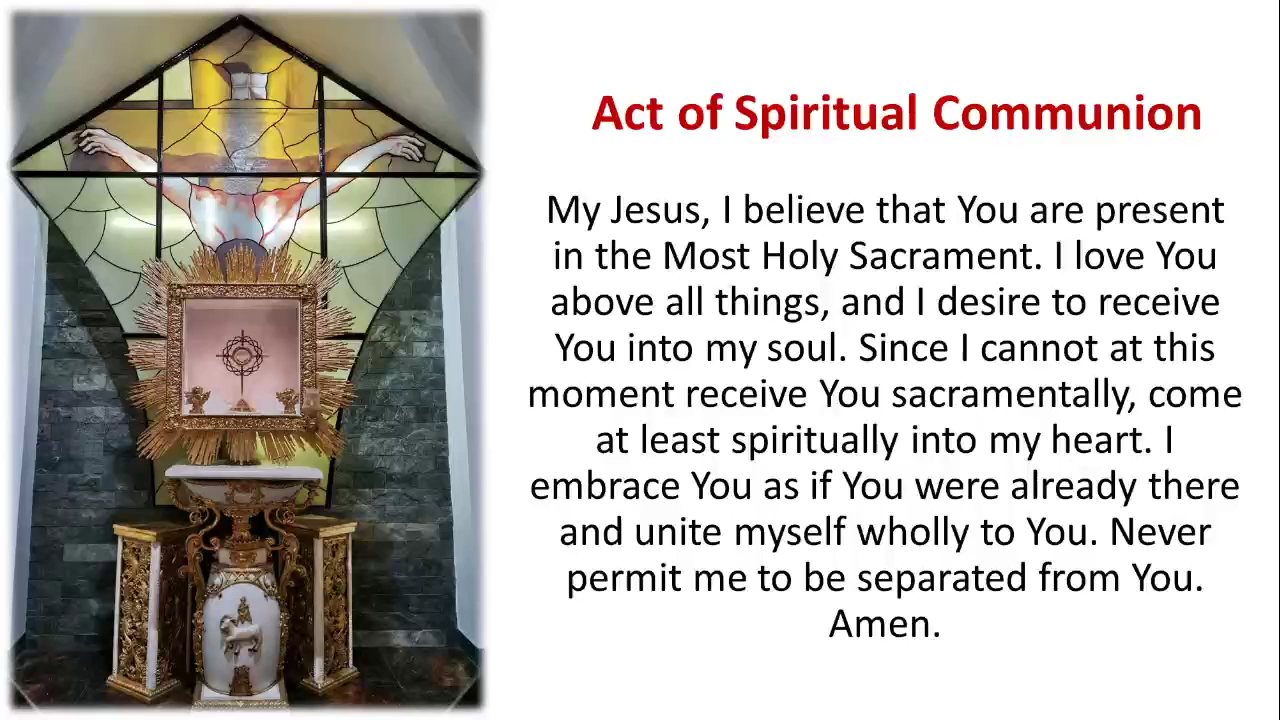 Act of Spiritual Communion
My Jesus, I believe that You are present
in the Most Holy Sacrament. I love You
above all things, and I desire to receive
You into my soul. Since I cannot at this
moment receive You sacramentally, come
at least spiritually into my heart. I
embrace You as if You were already there
and unite myself wholly to You. Never
permit me to be separated from You.
Amen.